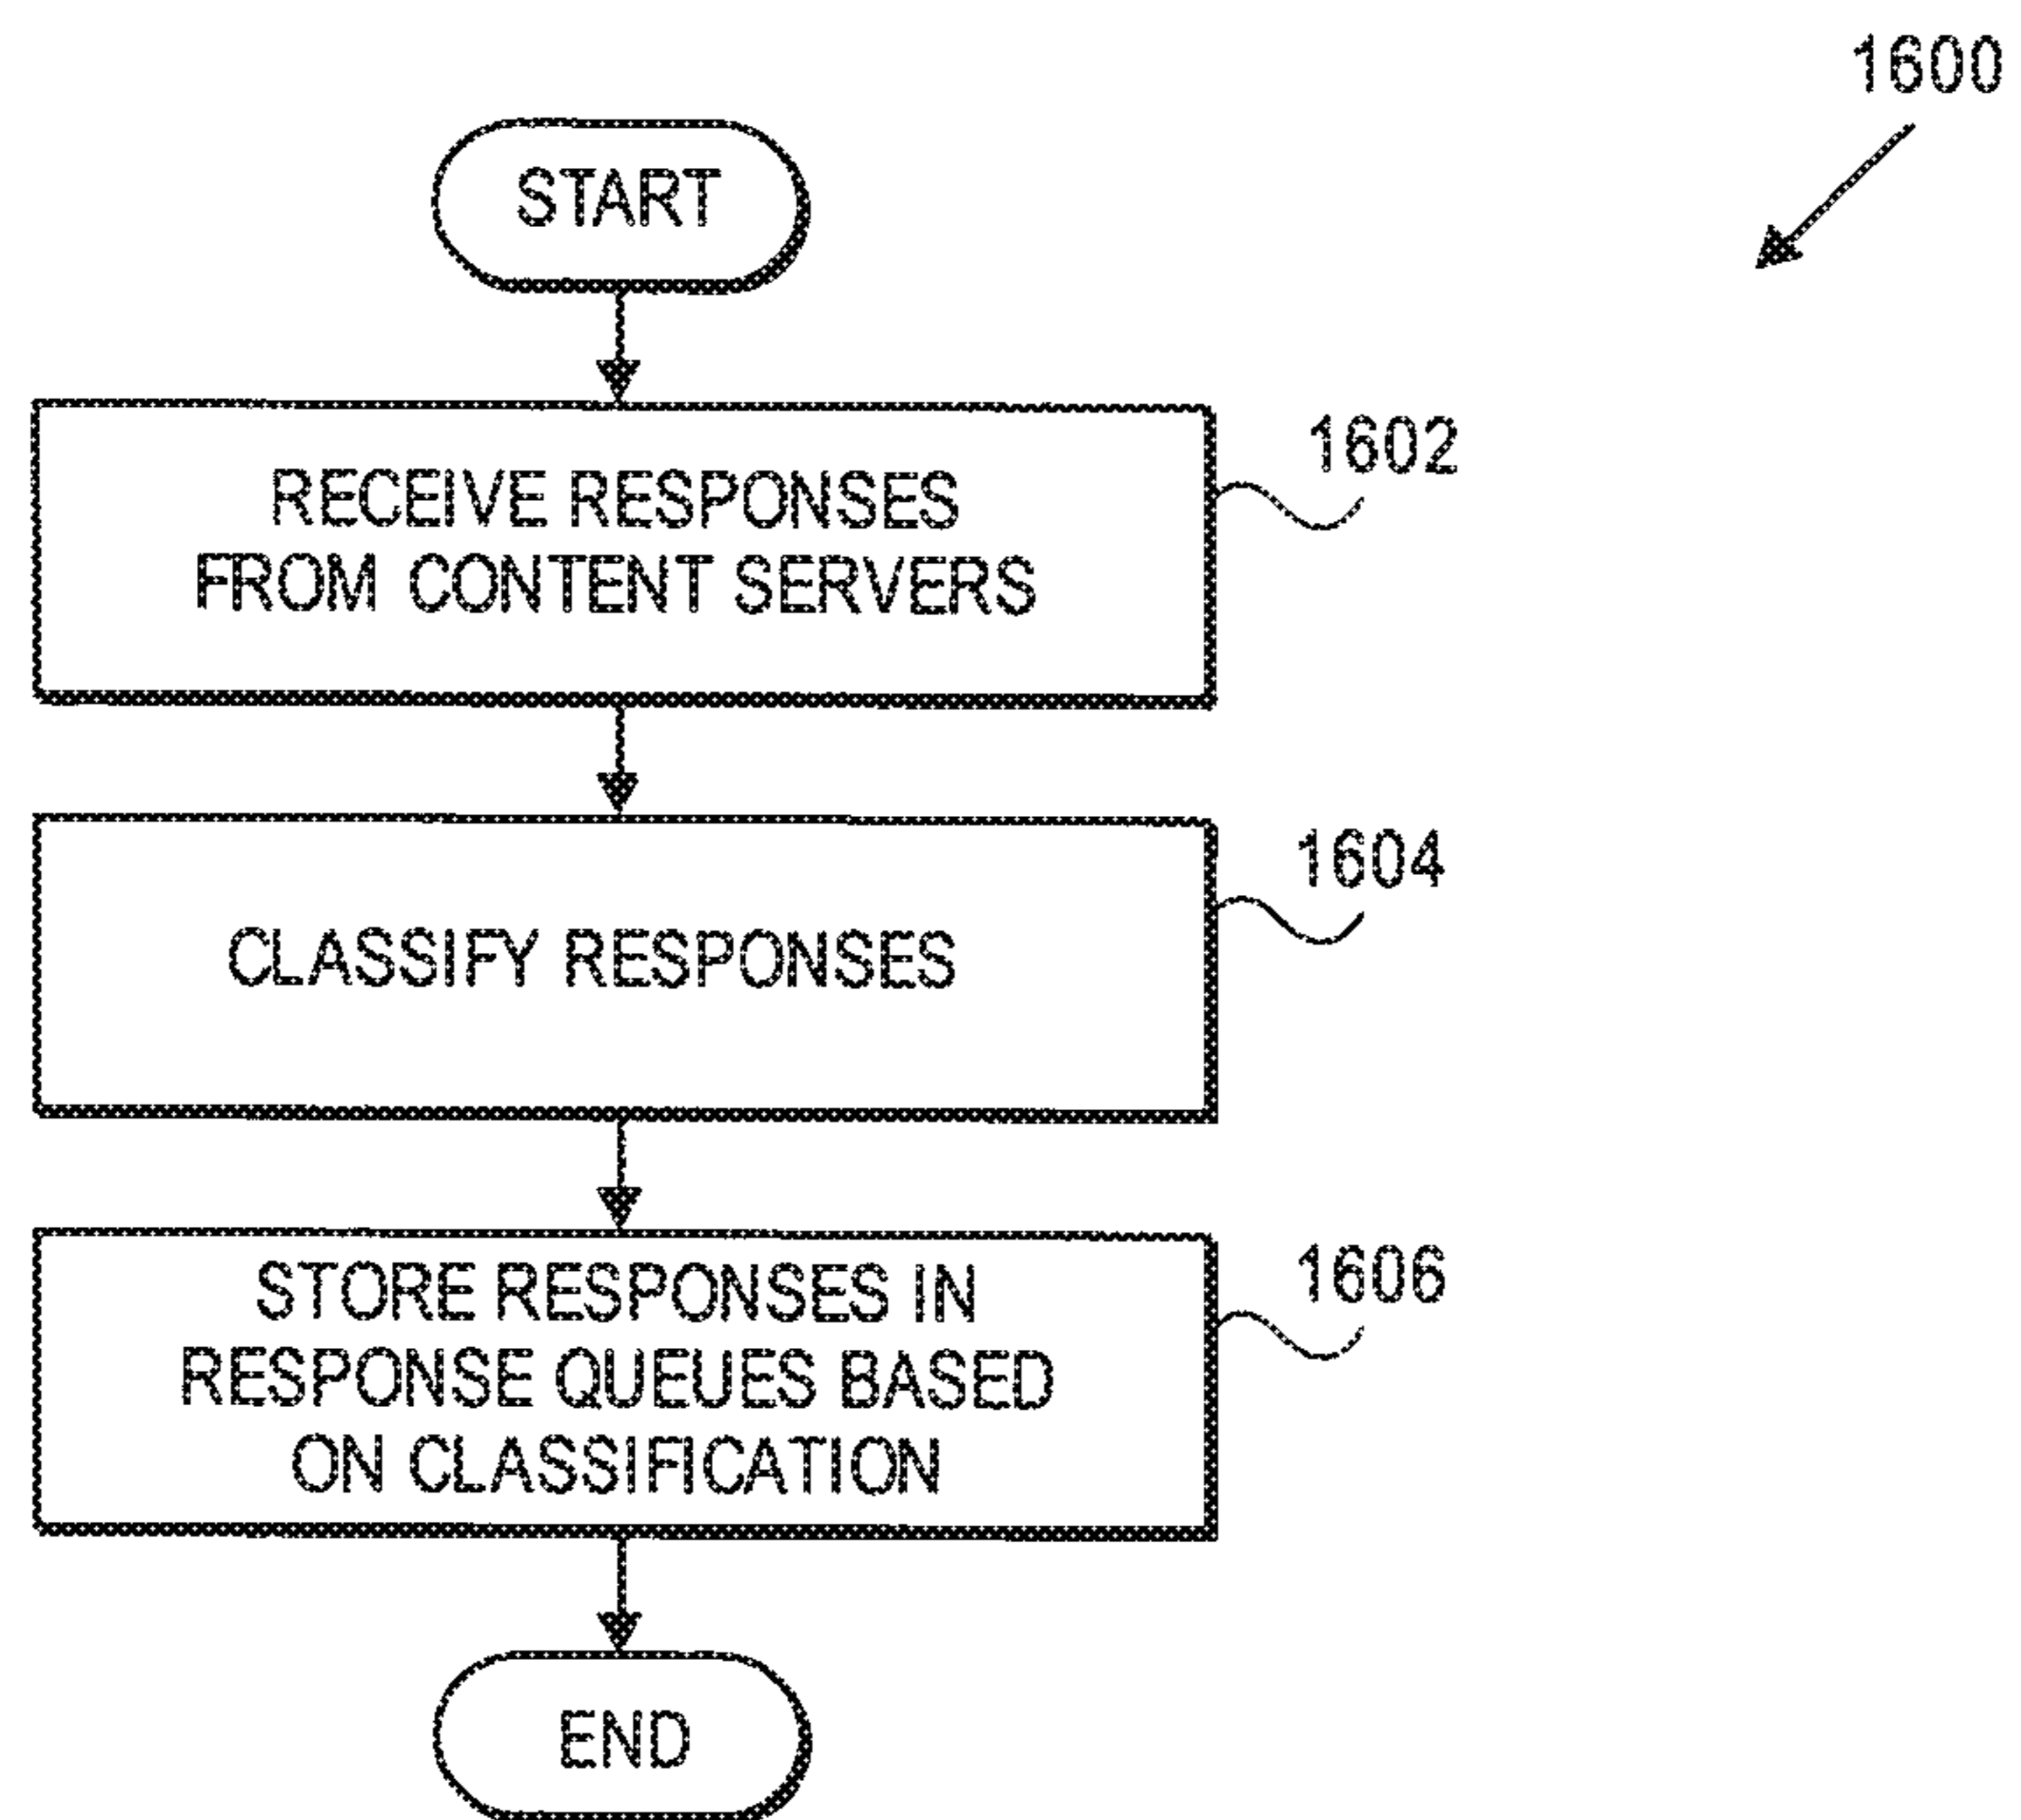 1600
START
RECEIVE RESPONSES
FROM CONTENT SERVERS
1602
CLASSIFY RESPONSES
1604
STORE RESPONSES IN
RESPONSE QUEUES BASED
ON CLASSIFICATION
1606
END